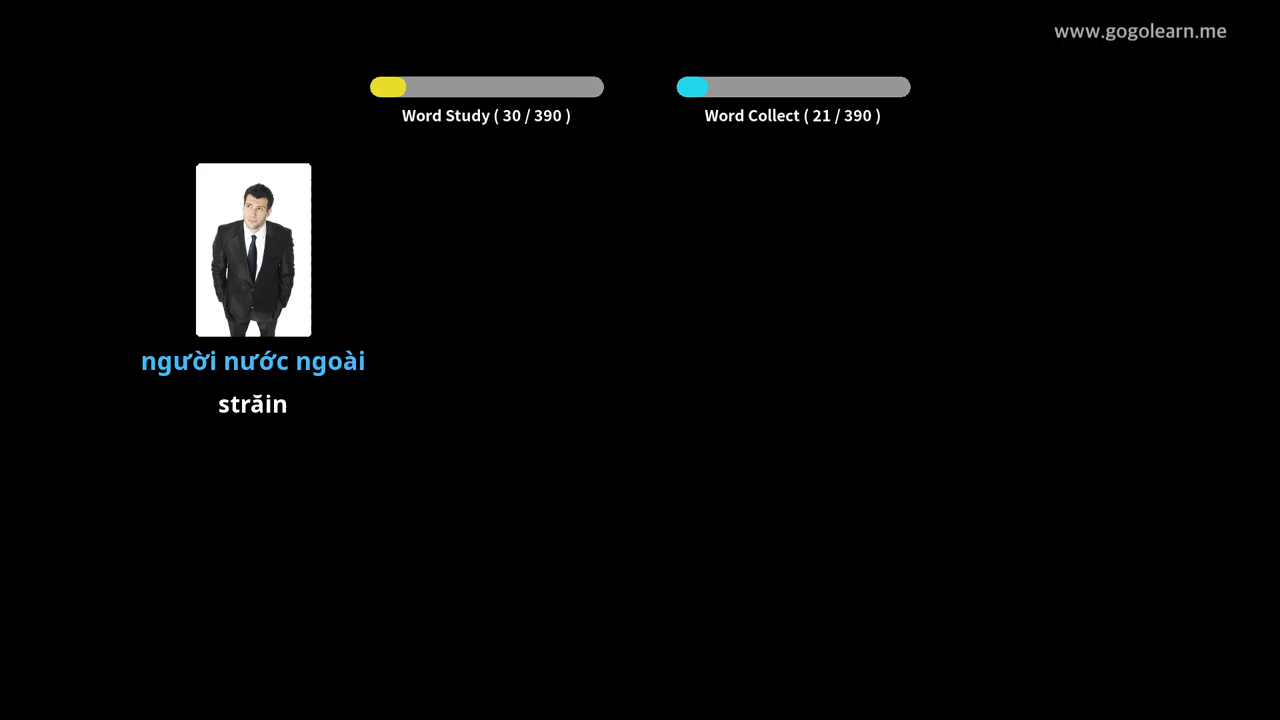 www.gogolearn.me
Word Study ( 30 / 390 )
Word Collect ( 21 / 390 )
người nước ngoài
străin